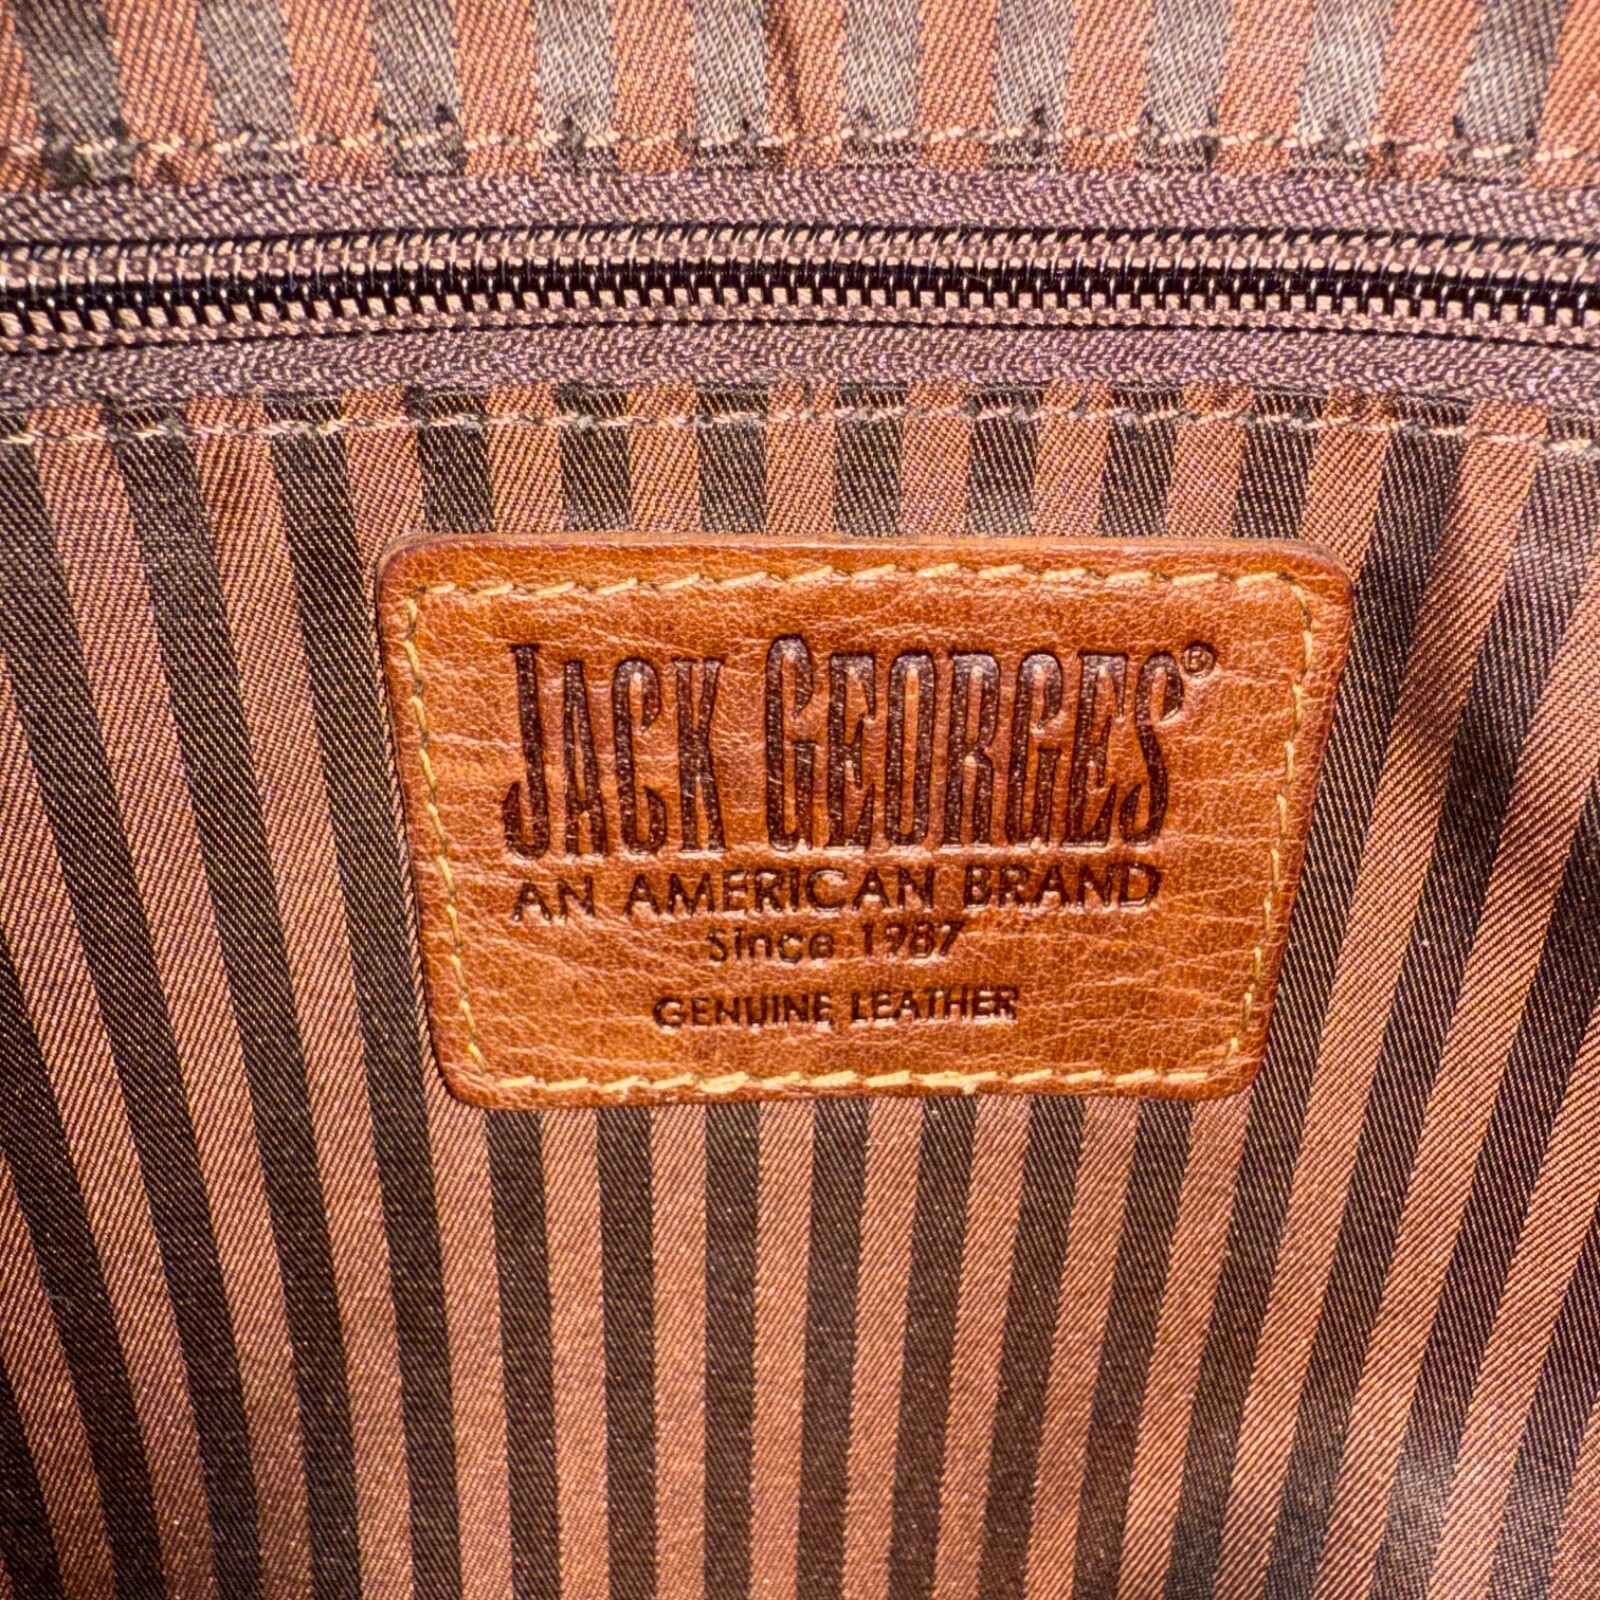 JACK GEORGES®
AN AMERICAN BRAND
Since 1987
GENUINE LEATHER